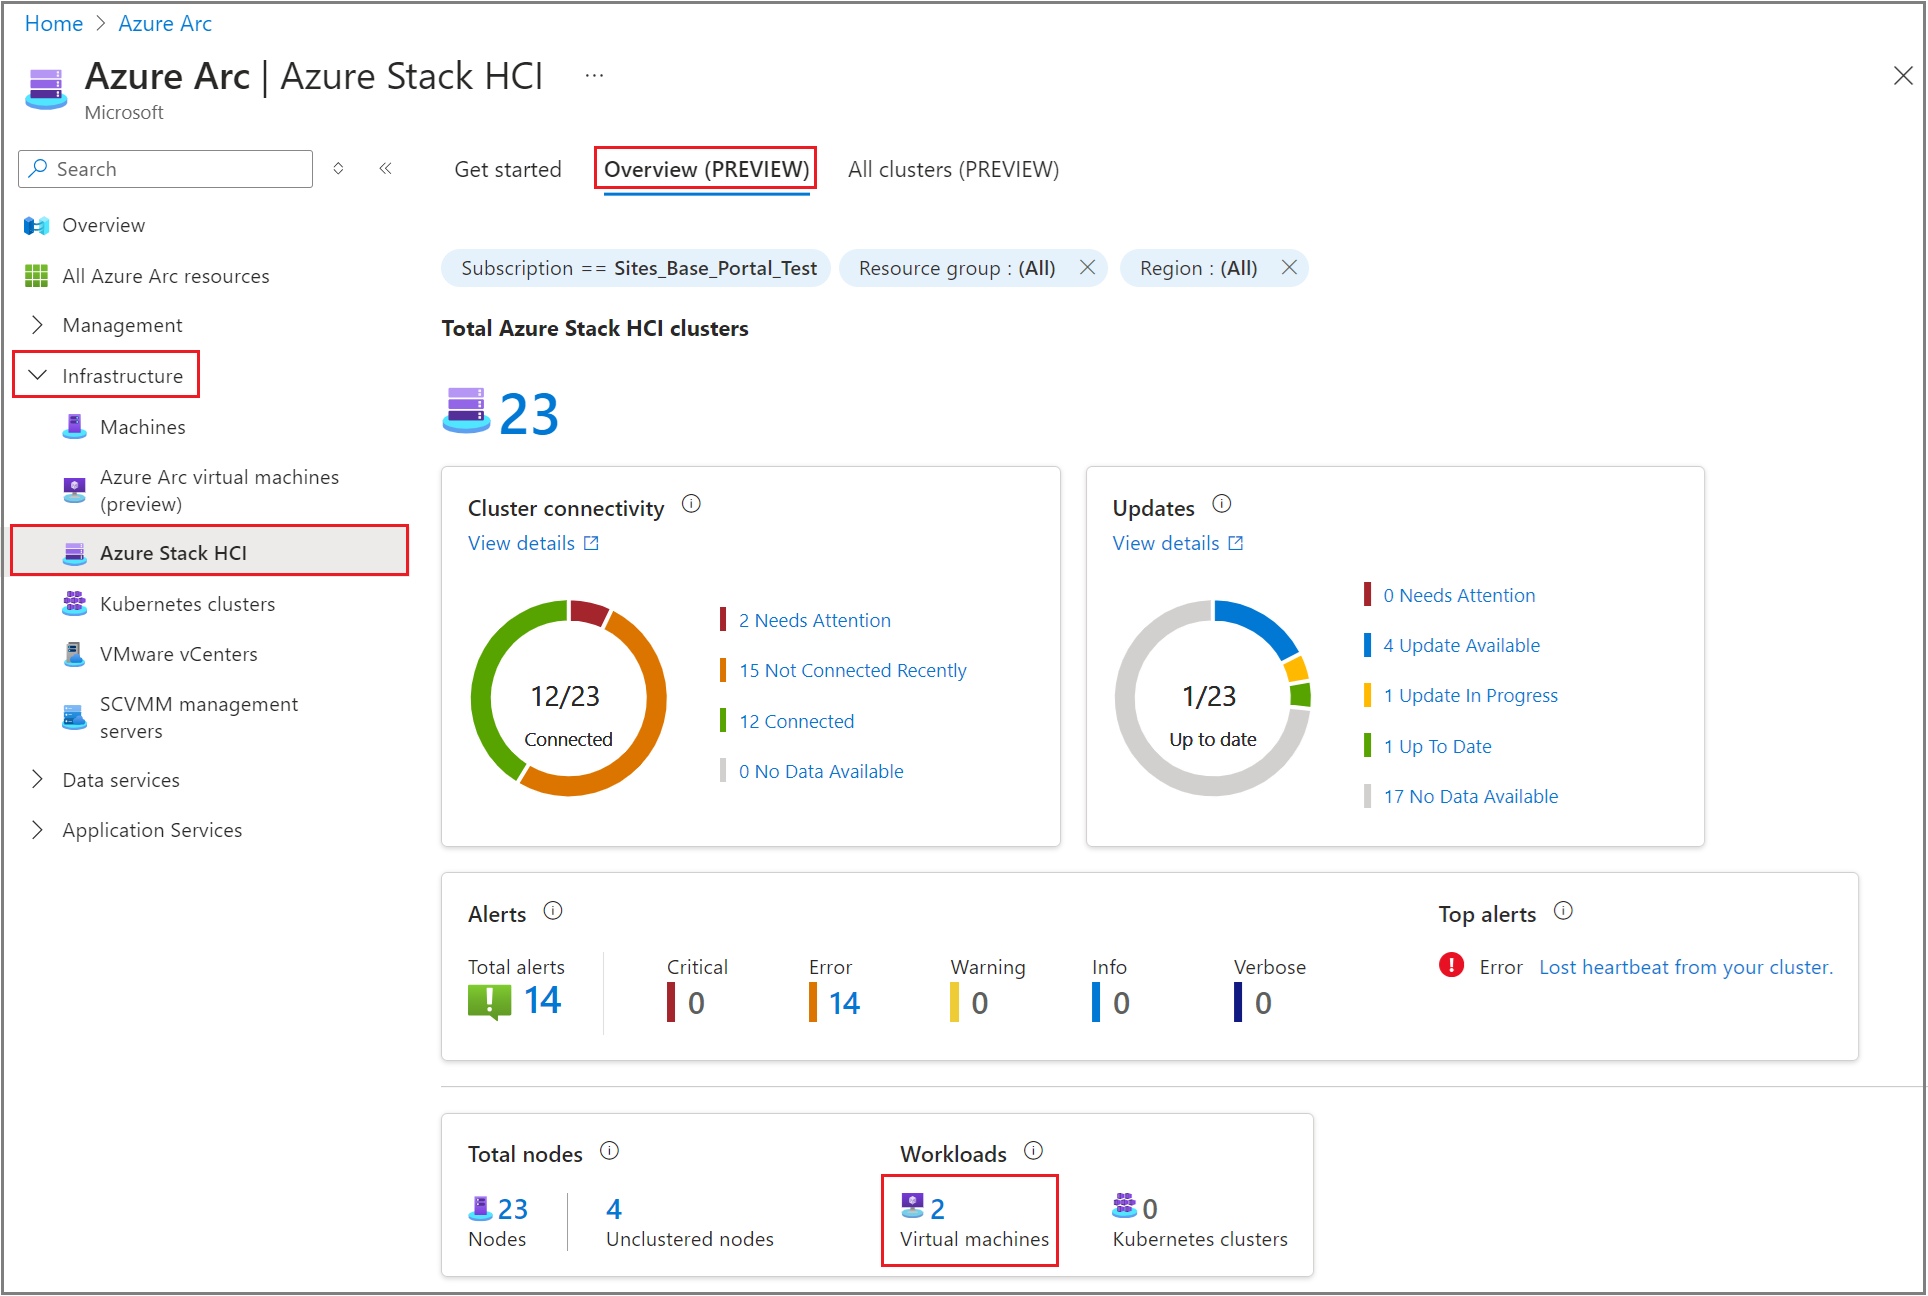 Home > Azure Arc
Azure Arc | Azure Stack HCI ...
Microsoft
Search
Overview
All Azure Arc resources
Management
Infrastructure
Machines
Azure Arc virtual machines
(preview)
Azure Stack HCI
Kubernetes clusters
VMware vCenters
SCVMM management
servers
Data services
Application Services
Get started Overview (PREVIEW) All clusters (PREVIEW)
Subscription == Sites_Base_Portal_Test Resource group : (All) Region : (All)
Total Azure Stack HCI clusters
23
Cluster connectivity
View details
12/23
Connected
2 Needs Attention
15 Not Connected Recently
12 Connected
0 No Data Available
Updates
View details
1/23
Up to date
0 Needs Attention
4 Update Available
1 Update In Progress
1 Up To Date
17 No Data Available
Alerts
Total alerts
14
Critical
0
Error
14
Warning
0
Info
0
Verbose
0
Top alerts
Error Lost heartbeat from your cluster.
Total nodes
23
Nodes
4
Unclustered nodes
Workloads
2
Virtual machines
0
Kubernetes clusters